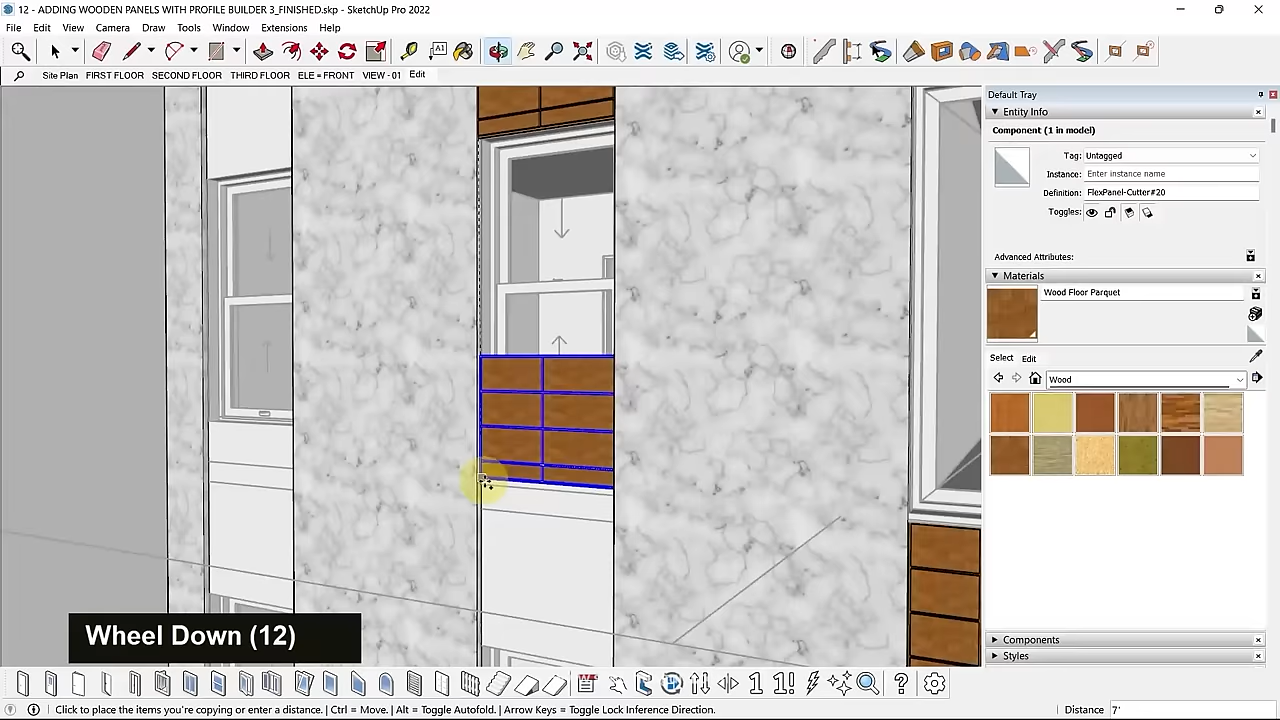 12 - ADDING WOODEN PANELS WITH PROFILE BUILDER 3_FINISHED.skp - SketchUp Pro 2022
File Edit View Camera Draw Tools Window Extensions Help
Site Plan FIRST FLOOR SECOND FLOOR THIRD FLOOR ELE = FRONT VIEW - 01 Edit
Default Tray
Entity Info
Component (1 in model)
Tag: Untagged
Instance: Enter instance name
Definition: FlexPanel-Cutter#20
Toggles:
Advanced Attributes:
Materials
Wood Floor Parquet
Select Edit
Wood
Wheel Down (12)
Components
Styles
Click to place the items you're copying or enter a distance. | Ctrl = Move. | Alt = Toggle Autofold. | Arrow Keys = Toggle Lock Inference Direction.
Distance 7'